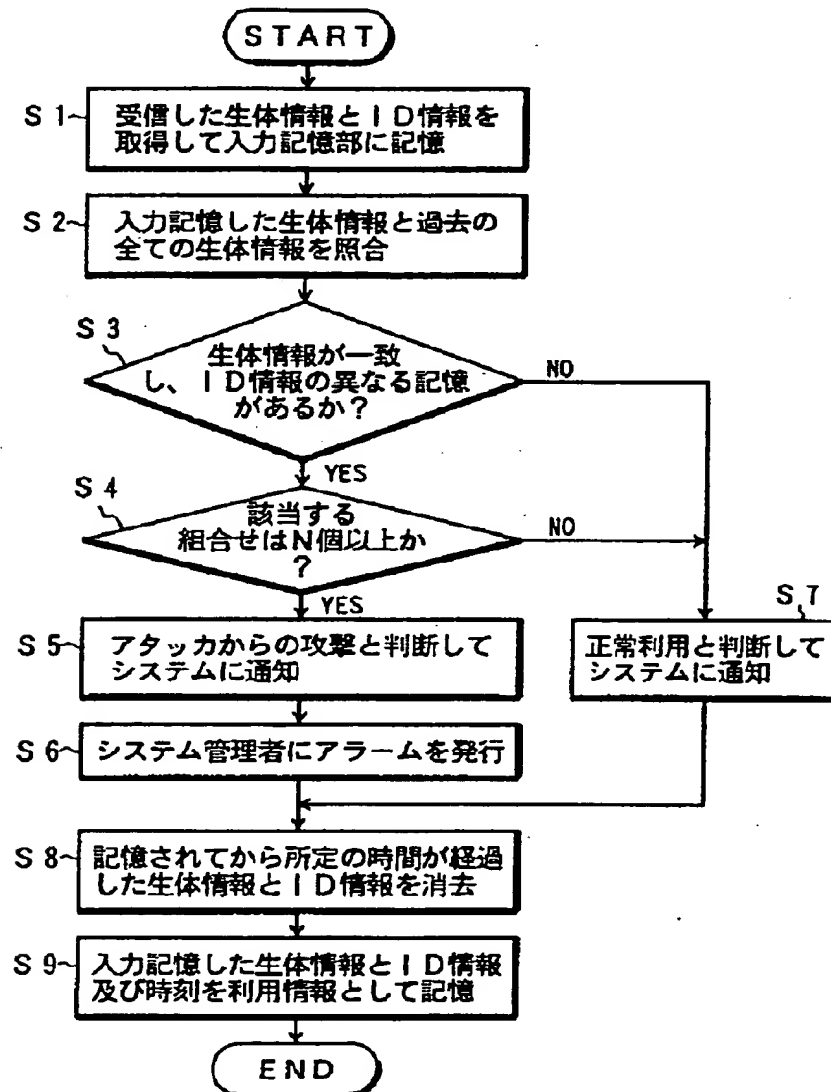 START
S1
受信した生体情報とID情報を
取得して入力記憶部に記憶
S2
入力記憶した生体情報と過去の
全ての生体情報を照合
S3
生体情報が一致
し、ID情報の異なる記憶
があるか？
NO
YES
S4
該当する
組合せはN個以上か
？
NO
YES
S5
アタッカからの攻撃と判断して
システムに通知
S7
正常利用と判断して
システムに通知
S6
システム管理者にアラームを発行
S8
記憶されてから所定の時間が経過
した生体情報とID情報を消去
S9
入力記憶した生体情報とID情報
及び時刻を利用情報として記憶
END